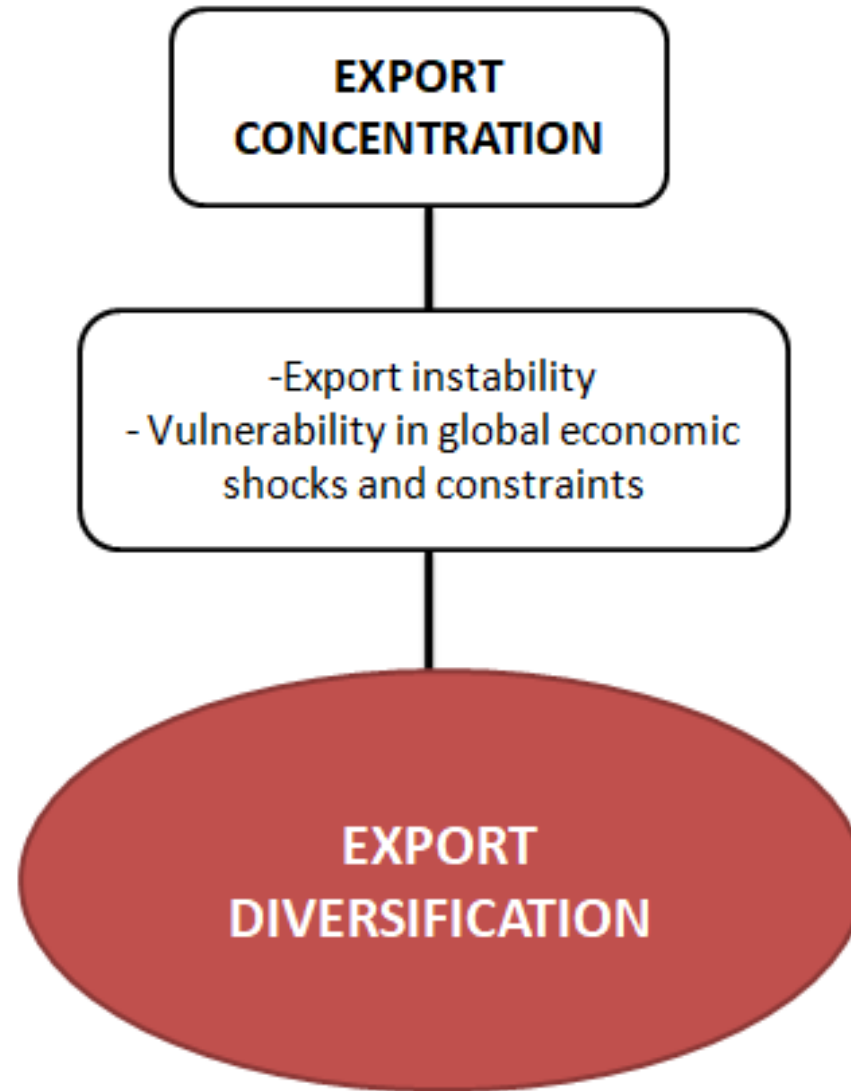 EXPORT
CONCENTRATION
-Export instability
- Vulnerability in global economic
shocks and constraints
EXPORT
DIVERSIFICATION